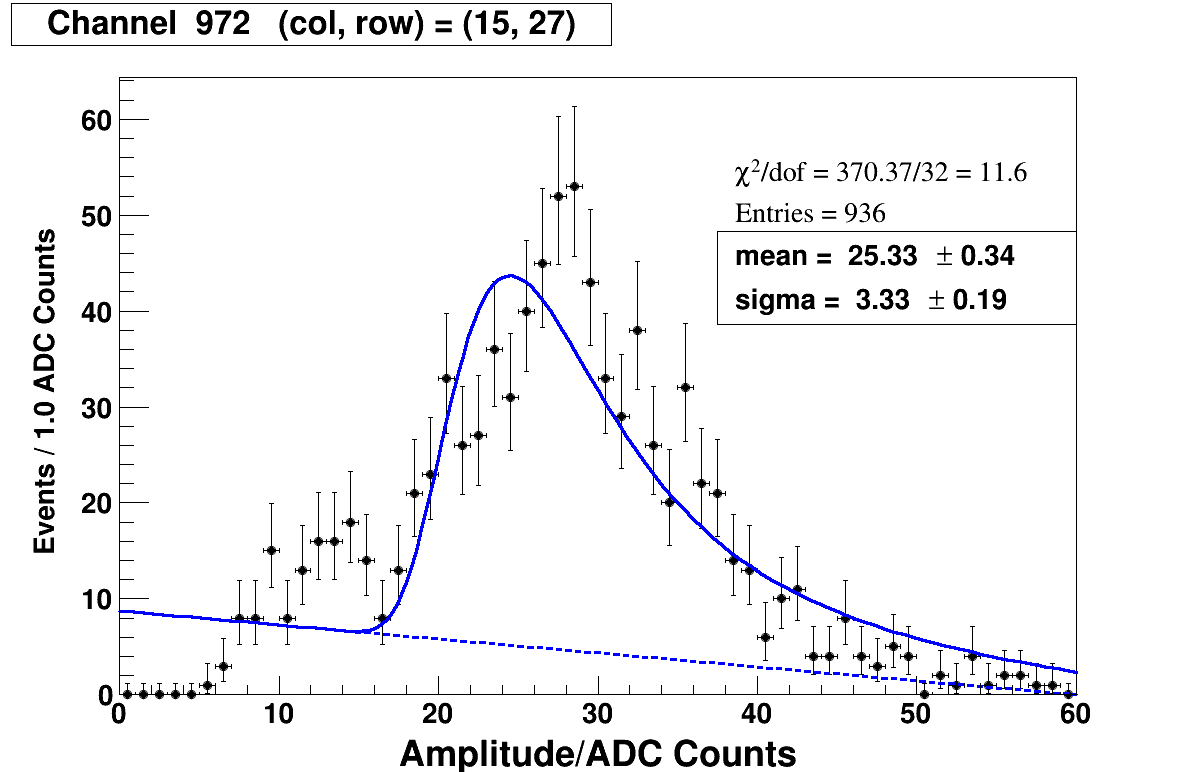 Channel  972   (col, row) = (15, 27)
χ²/dof = 370.37/32 = 11.6
Entries = 936
mean =  25.33  ± 0.34
sigma =  3.33  ± 0.19
Events / 1.0 ADC Counts
60
50
40
30
20
10
0
0 10 20 30 40 50 60
Amplitude/ADC Counts